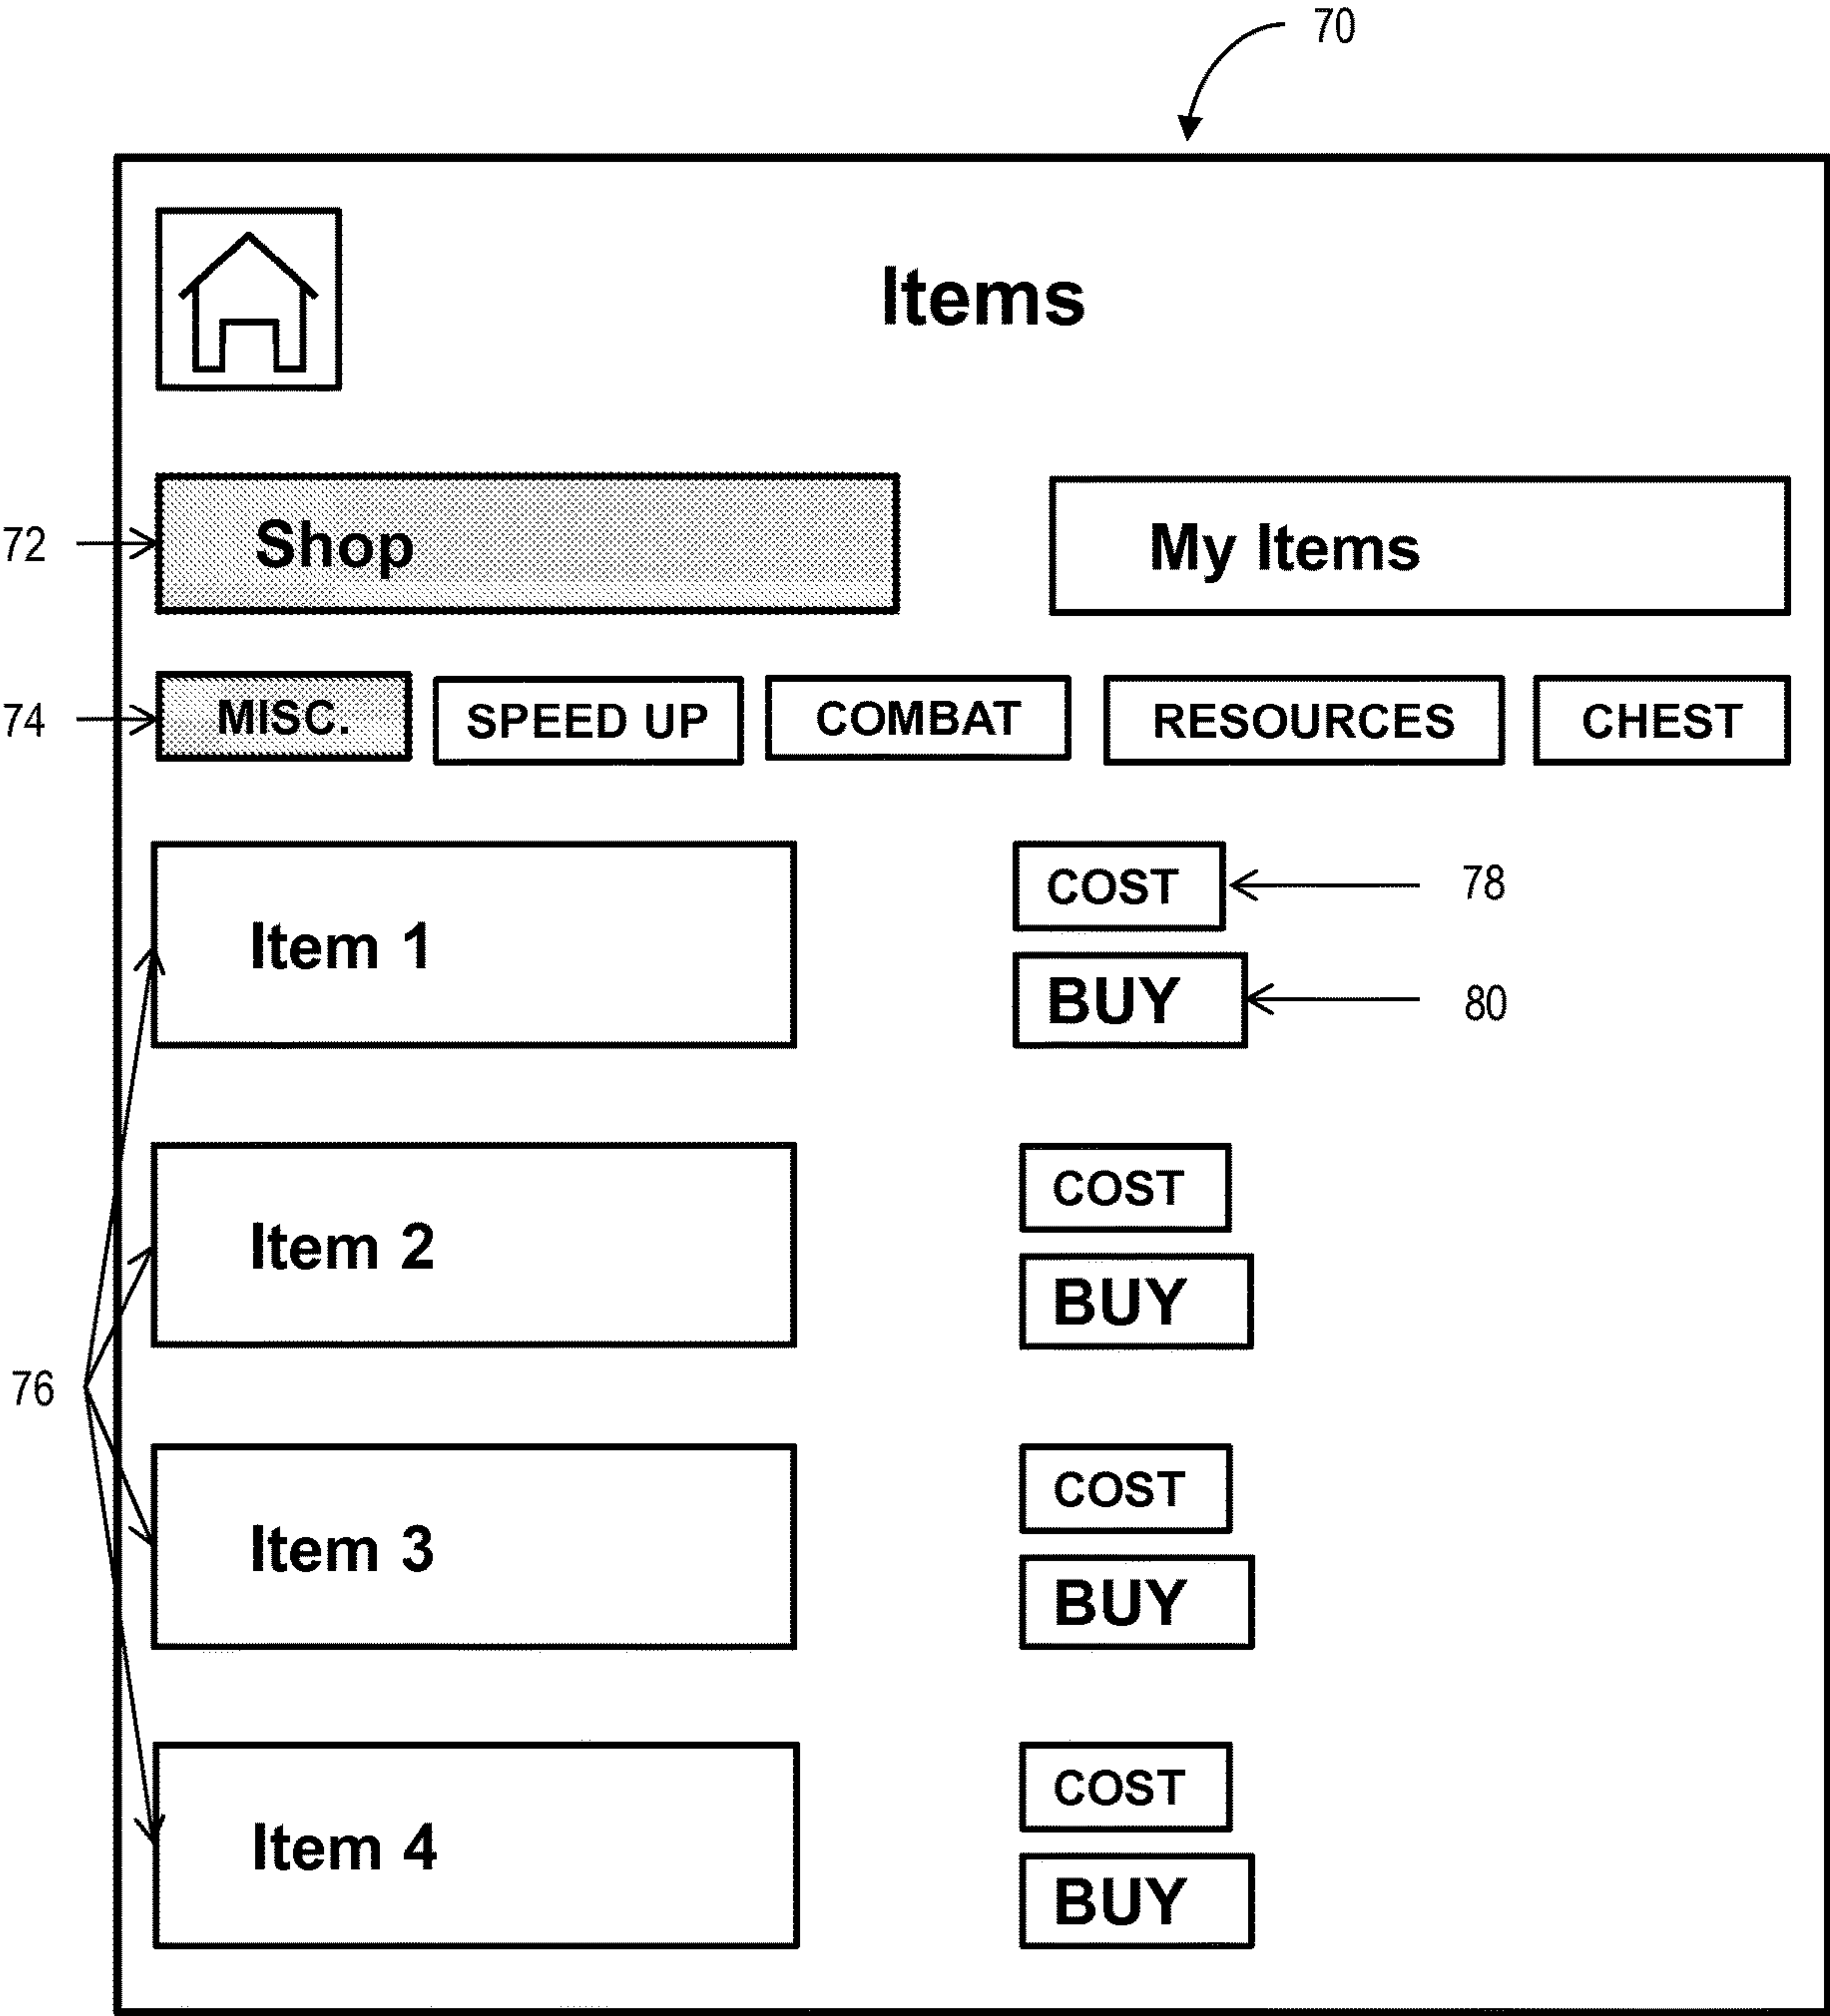 70
Items
72 Shop My Items
74 MISC. SPEED UP COMBAT RESOURCES CHEST
Item 1 COST 78
BUY 80
Item 2 COST
BUY
76
Item 3 COST
BUY
Item 4 COST
BUY